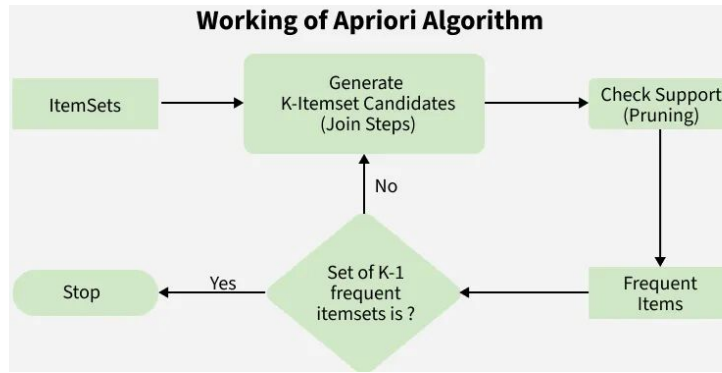 Working of Apriori Algorithm
ItemSets
Generate
K-Itemset Candidates
(Join Steps)
Check Support
(Pruning)
No
Yes
Stop
Set of K-1
frequent
itemsets is ?
Frequent
Items